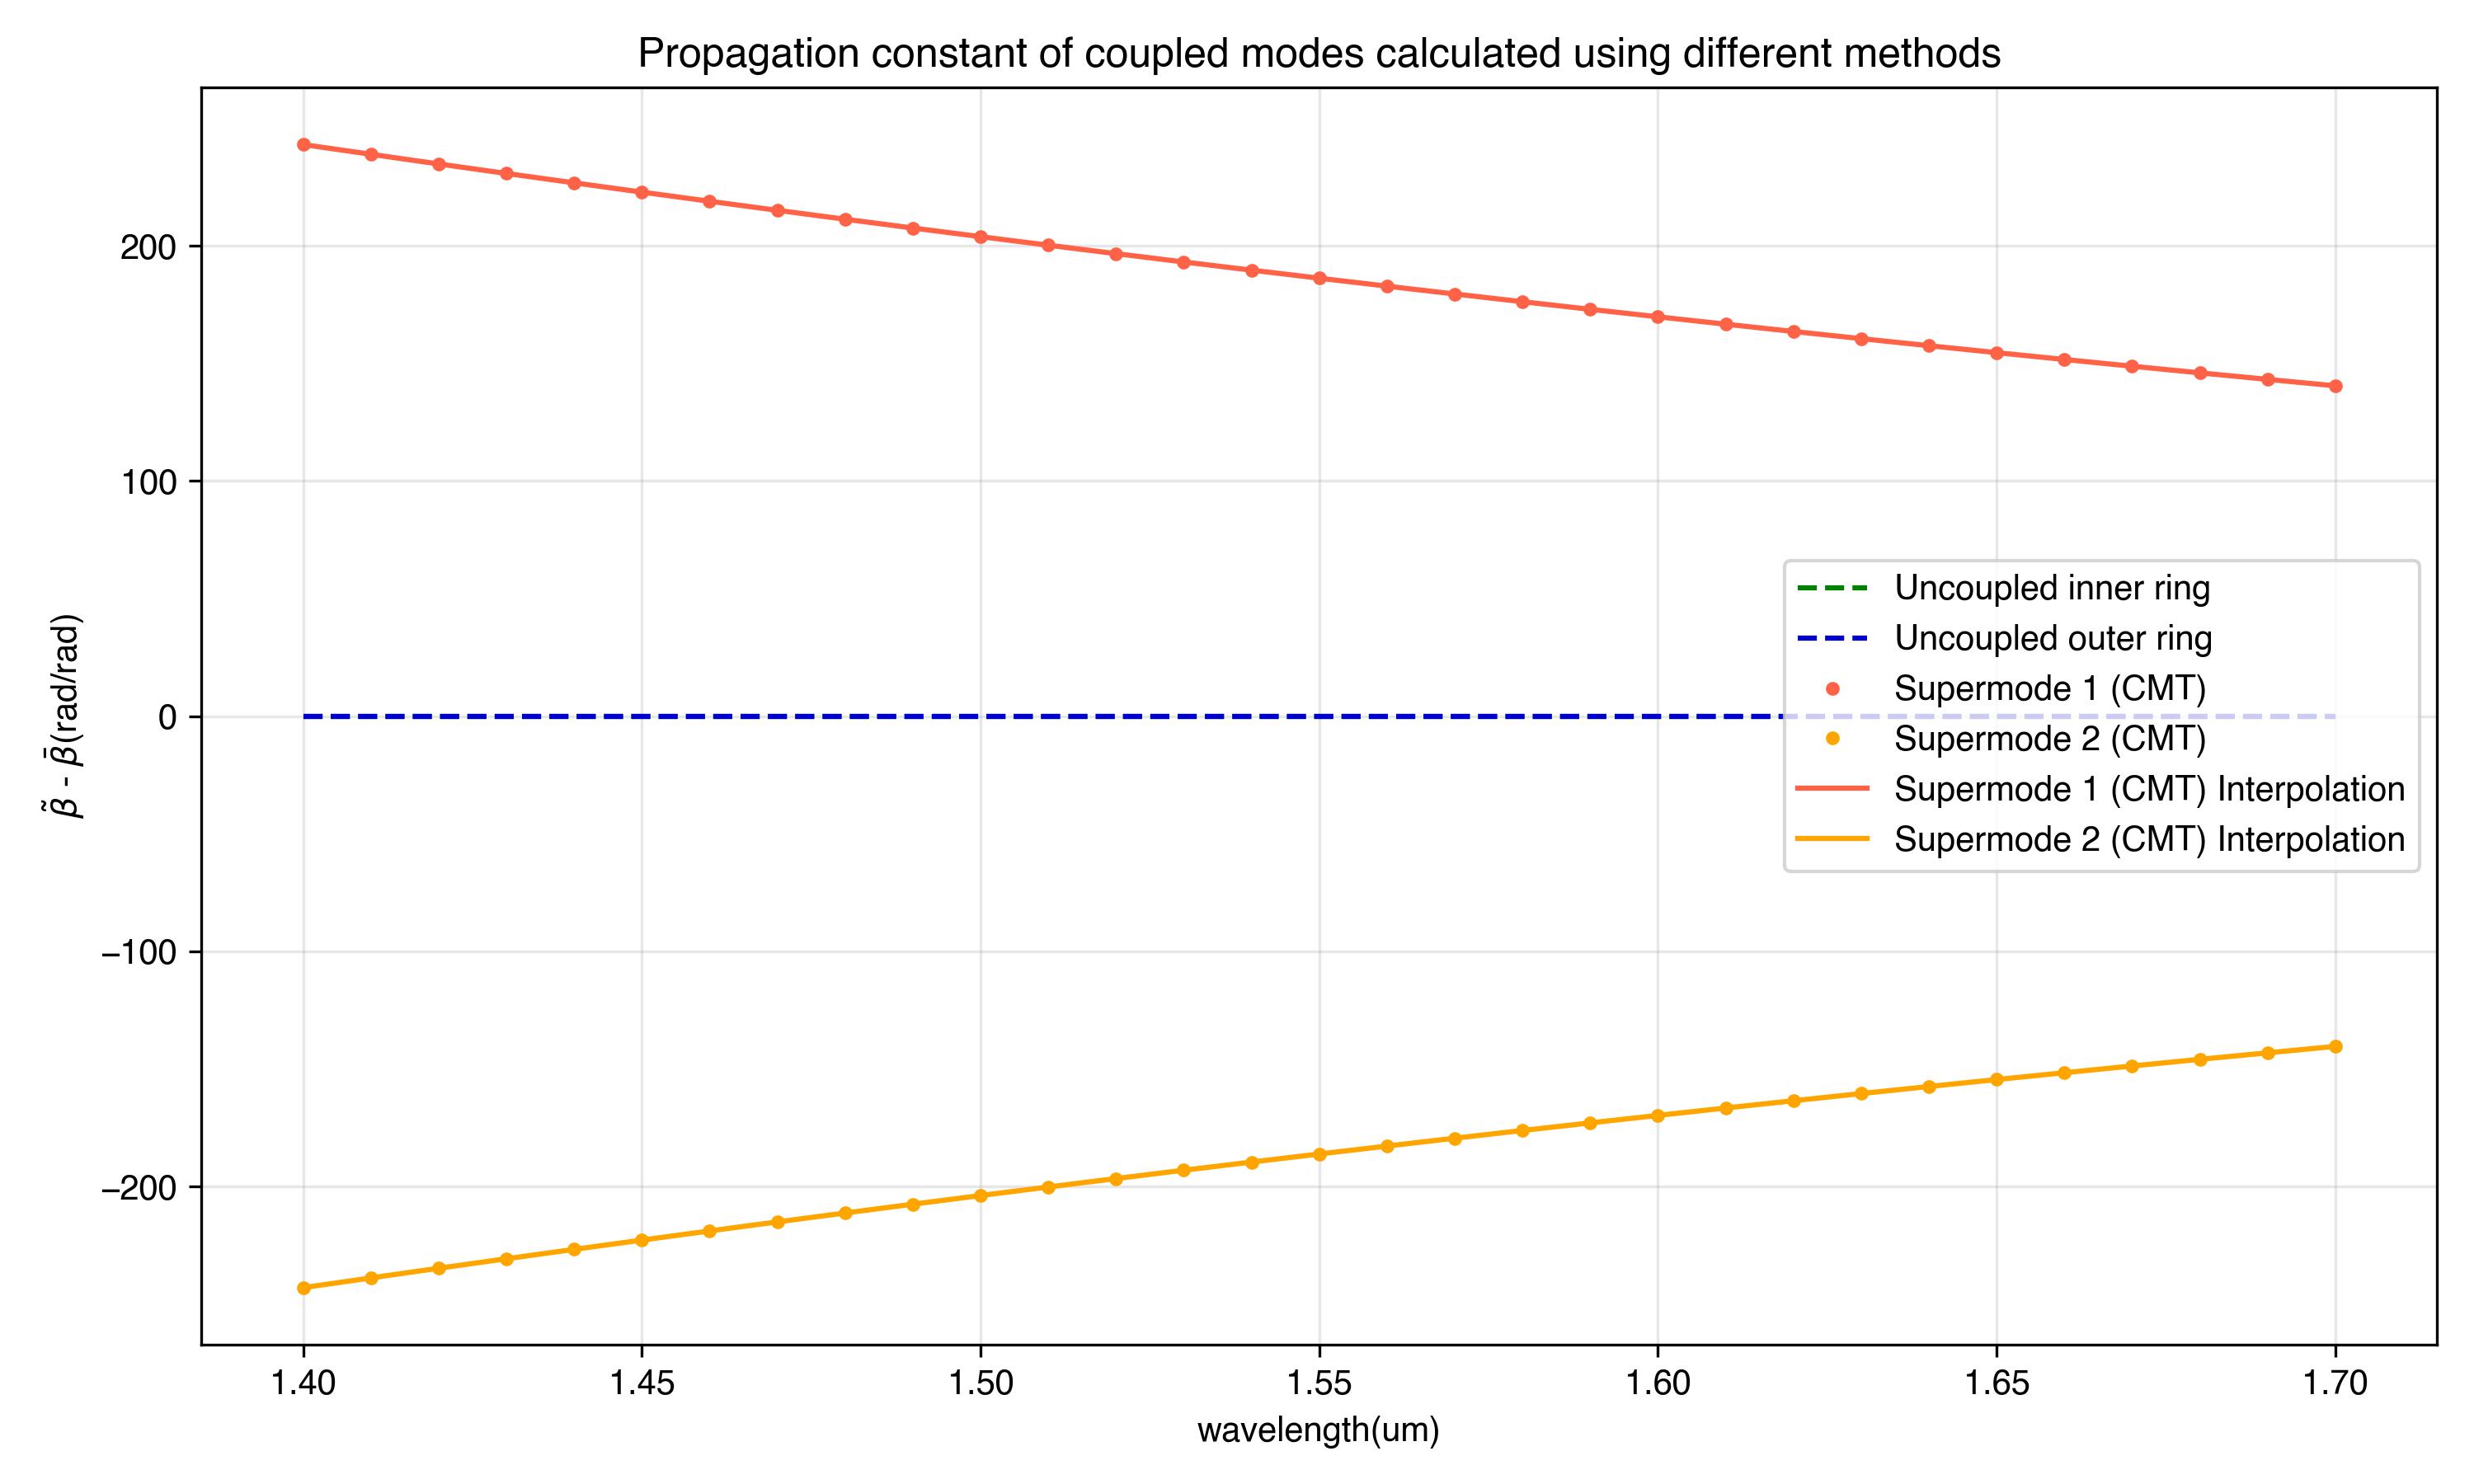 Propagation constant of coupled modes calculated using different methods
β̃ - β̄(rad/rad)
200
100
0
−100
−200
Uncoupled inner ring
Uncoupled outer ring
Supermode 1 (CMT)
Supermode 2 (CMT)
Supermode 1 (CMT) Interpolation
Supermode 2 (CMT) Interpolation
1.40 1.45 1.50 1.55 1.60 1.65 1.70
wavelength(um)